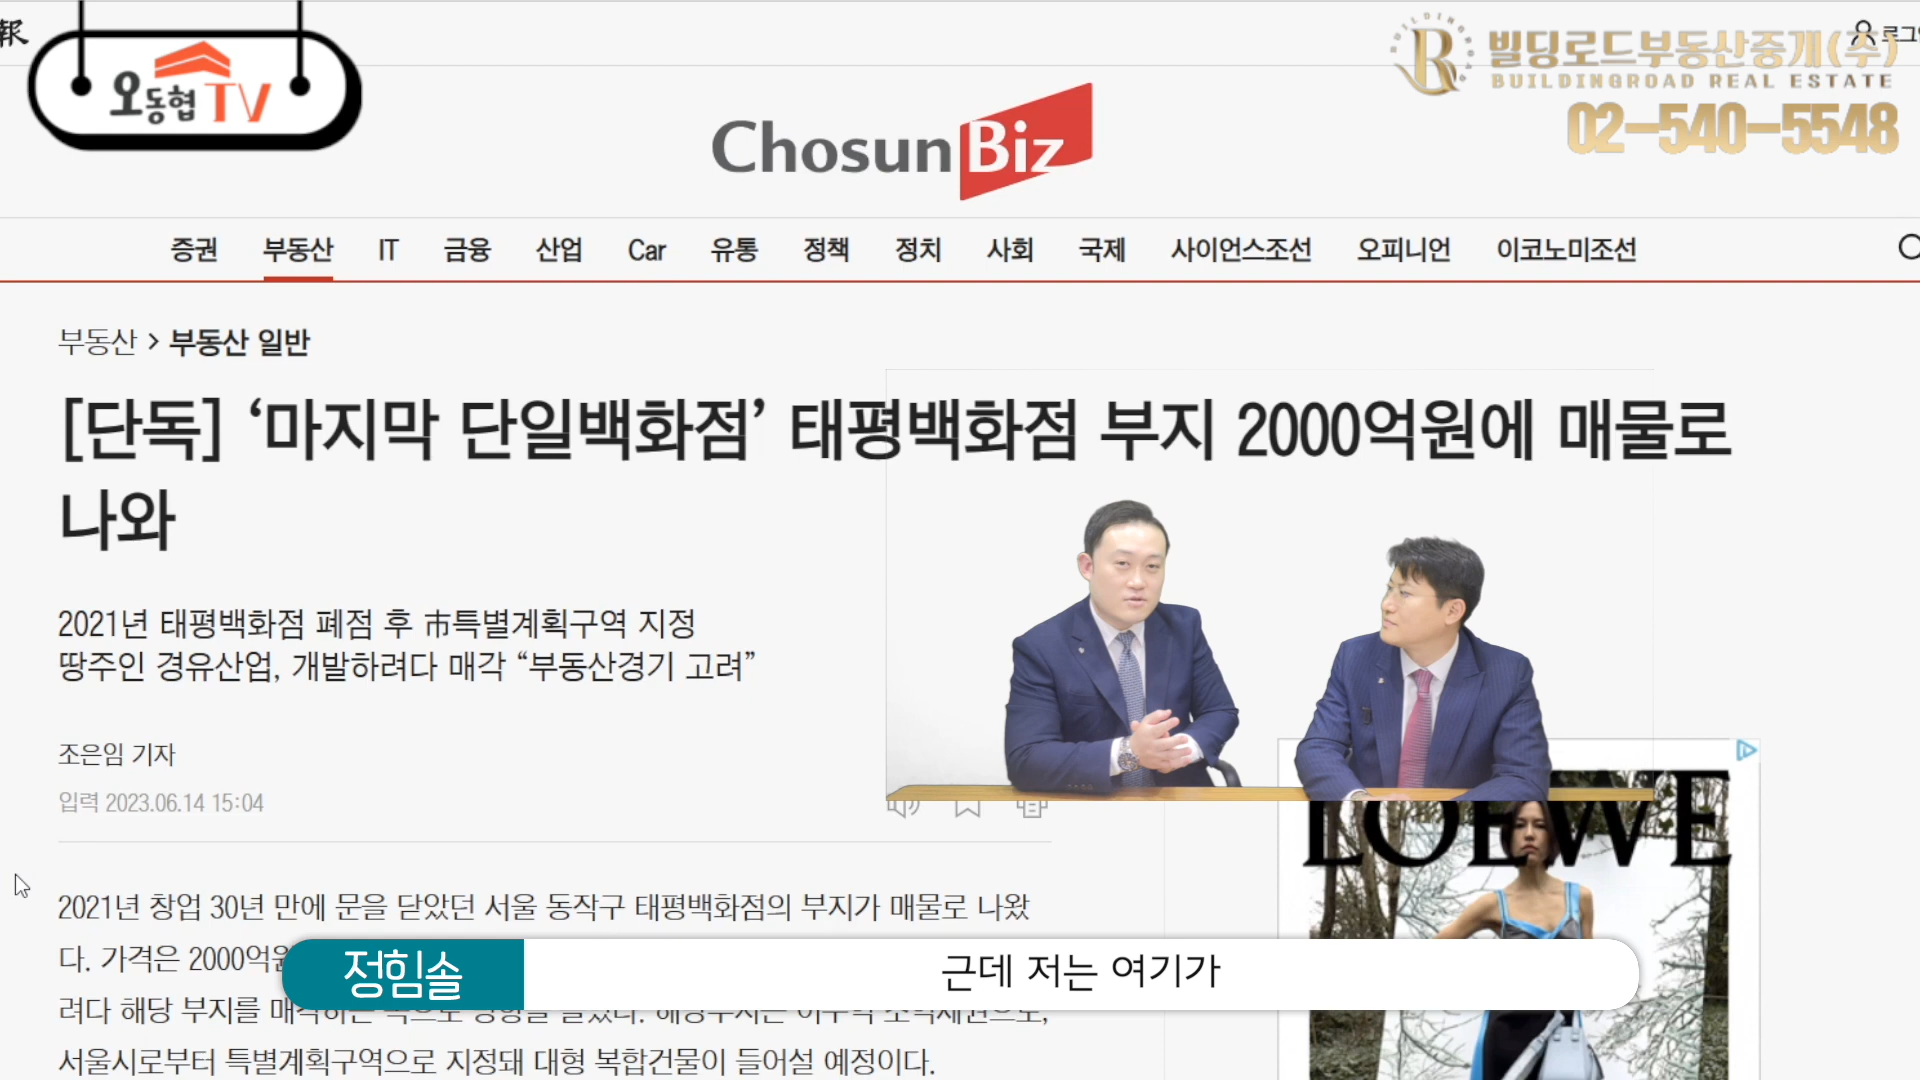 報
오동협 TV
빌딩로드부동산중개(주)
BUILDINGROAD REAL ESTATE
02-540-5548
로그
ChosunBiz
증권 부동산 IT 금융 산업 Car 유통 정책 정치 사회 국제 사이언스조선 오피니언 이코노미조선
부동산 > 부동산 일반
[단독] ‘마지막 단일백화점’ 태평백화점 부지 2000억원에 매물로
나와
2021년 태평백화점 폐점 후 市특별계획구역 지정
땅주인 경유산업, 개발하려다 매각 “부동산경기 고려”
조은임 기자
입력 2023.06.14 15:04
LOEWE
2021년 창업 30년 만에 문을 닫았던 서울 동작구 태평백화점의 부지가 매물로 나왔
다. 가격은 2000억원
정힘솔
근데 저는 여기가
려다 해당 부지를
서울시로부터 특별계획구역으로 지정돼 대형 복합건물이 들어설 예정이다.